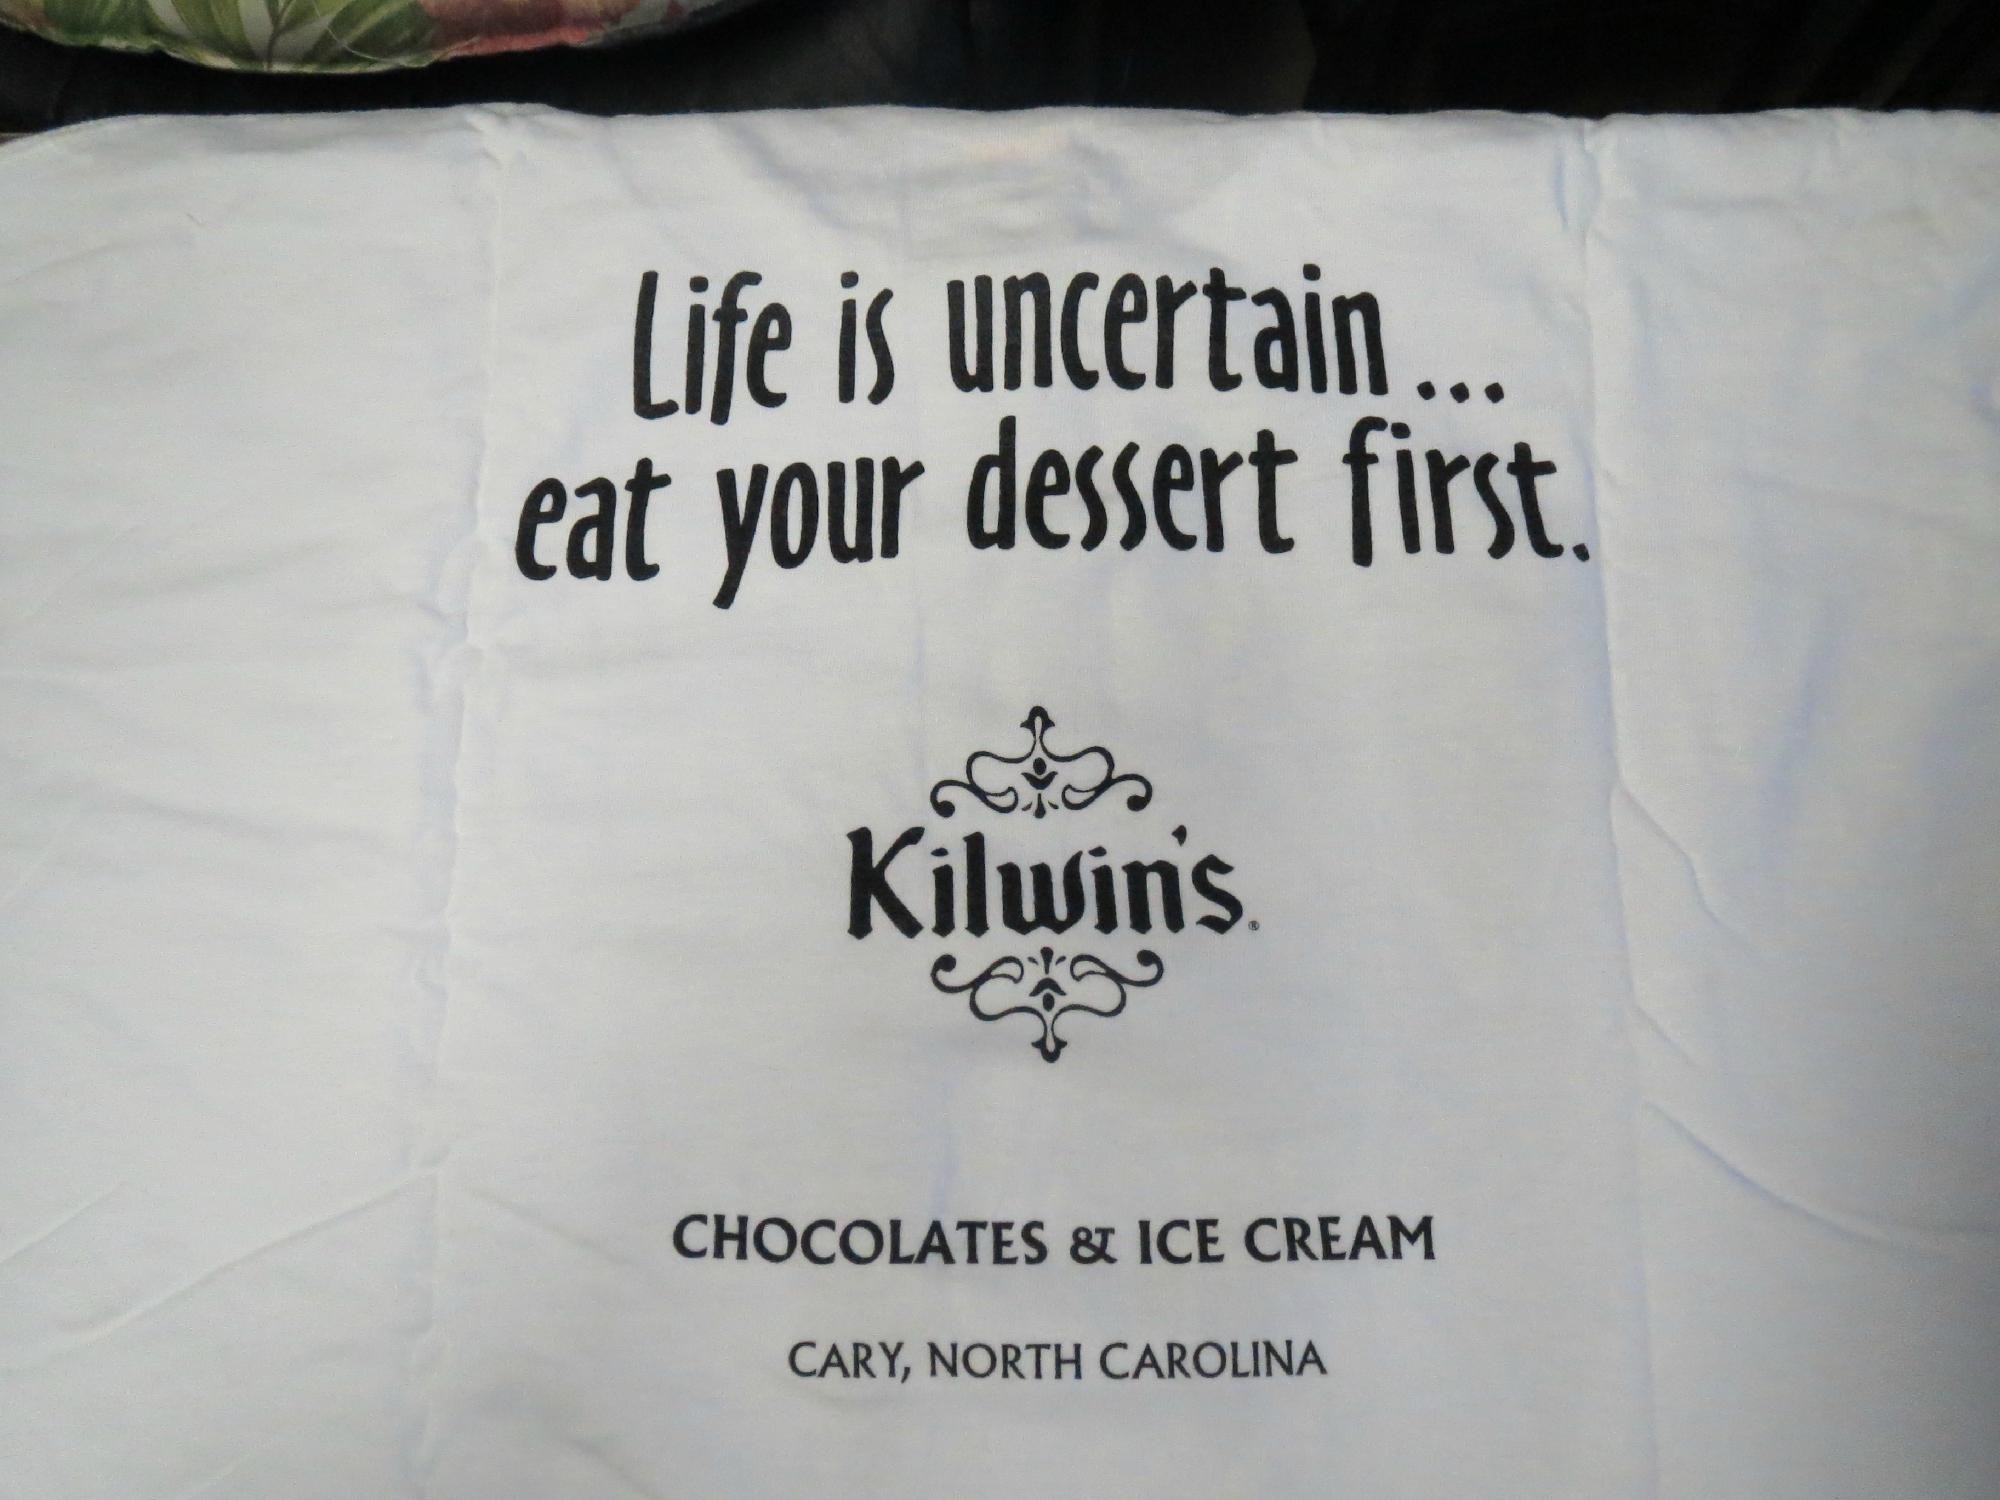 Life is uncertain...
eat your dessert first.
Kilwin's®
CHOCOLATES & ICE CREAM
CARY, NORTH CAROLINA